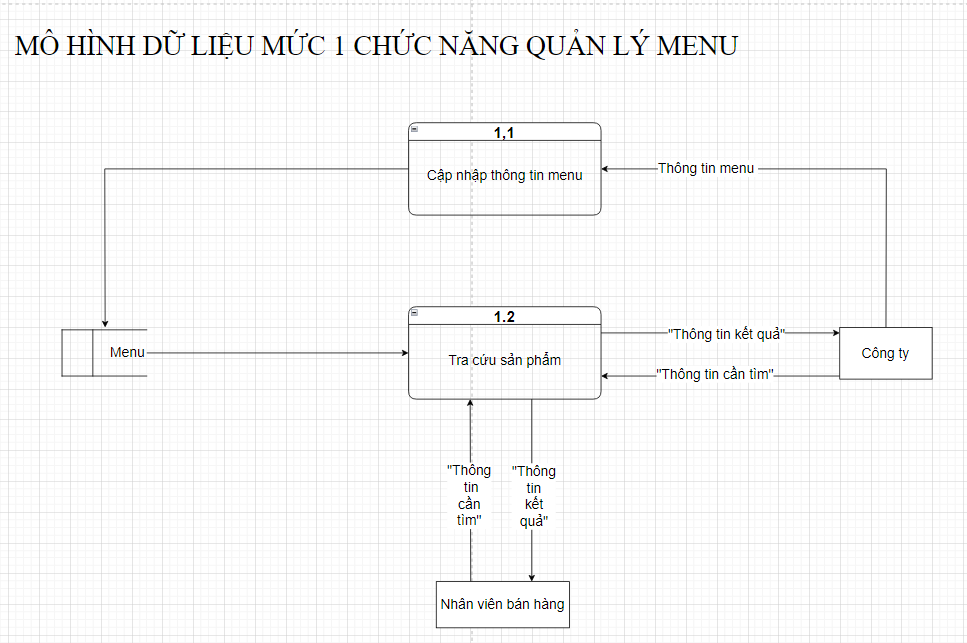 MÔ HÌNH DỮ LIỆU MỨC 1 CHỨC NĂNG QUẢN LÝ MENU
1,1
Cập nhập thông tin menu
Thông tin menu
1.2
Tra cứu sản phẩm
"Thông tin kết quả"
"Thông tin cần tìm"
Menu
Công ty
"Thông
tin
cần
tìm"
"Thông
tin
kết
quả"
Nhân viên bán hàng